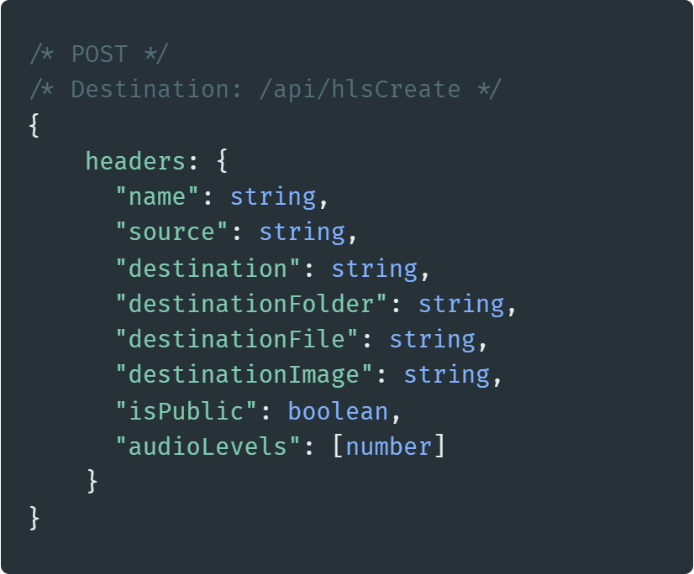 /* POST */
/* Destination: /api/hlsCreate */
{
    headers: {
      "name": string,
      "source": string,
      "destination": string,
      "destinationFolder": string,
      "destinationFile": string,
      "destinationImage": string,
      "isPublic": boolean,
      "audioLevels": [number]
    }
}